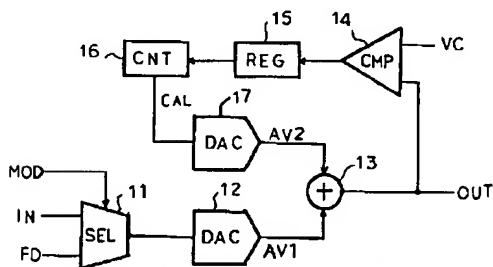 15
14
16
CNT
REG
CMP
VC
CAL
17
DAC
AV2
MOD
13
11
12
+
OUT
IN
SEL
DAC
FD
AV1